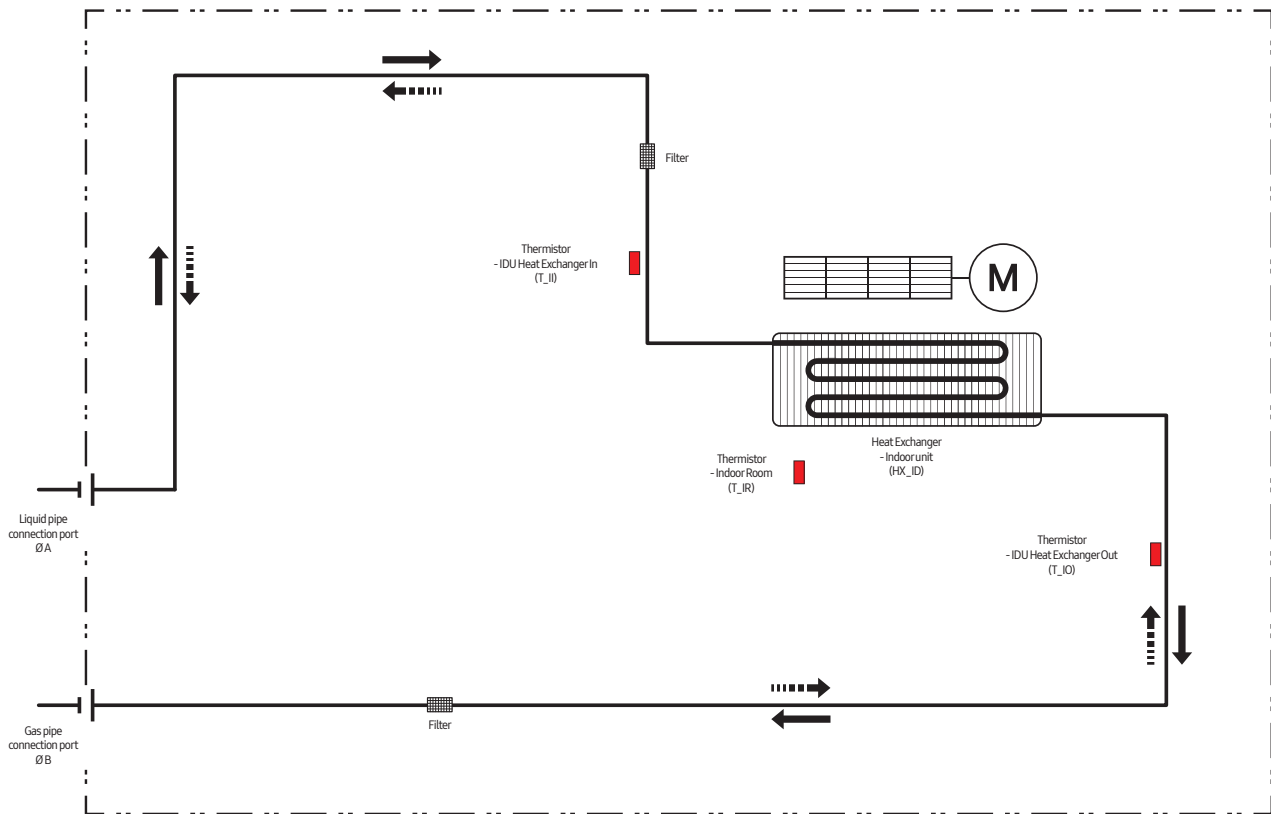 Filter
Thermistor
- IDU Heat Exchanger In
(T_II)
M
Heat Exchanger
- Indoor unit
(HX_ID)
Thermistor
- Indoor Room
(T_IR)
Liquid pipe
connection port
Ø A
Thermistor
- IDU Heat Exchanger Out
(T_IO)
Filter
Gas pipe
connection port
Ø B